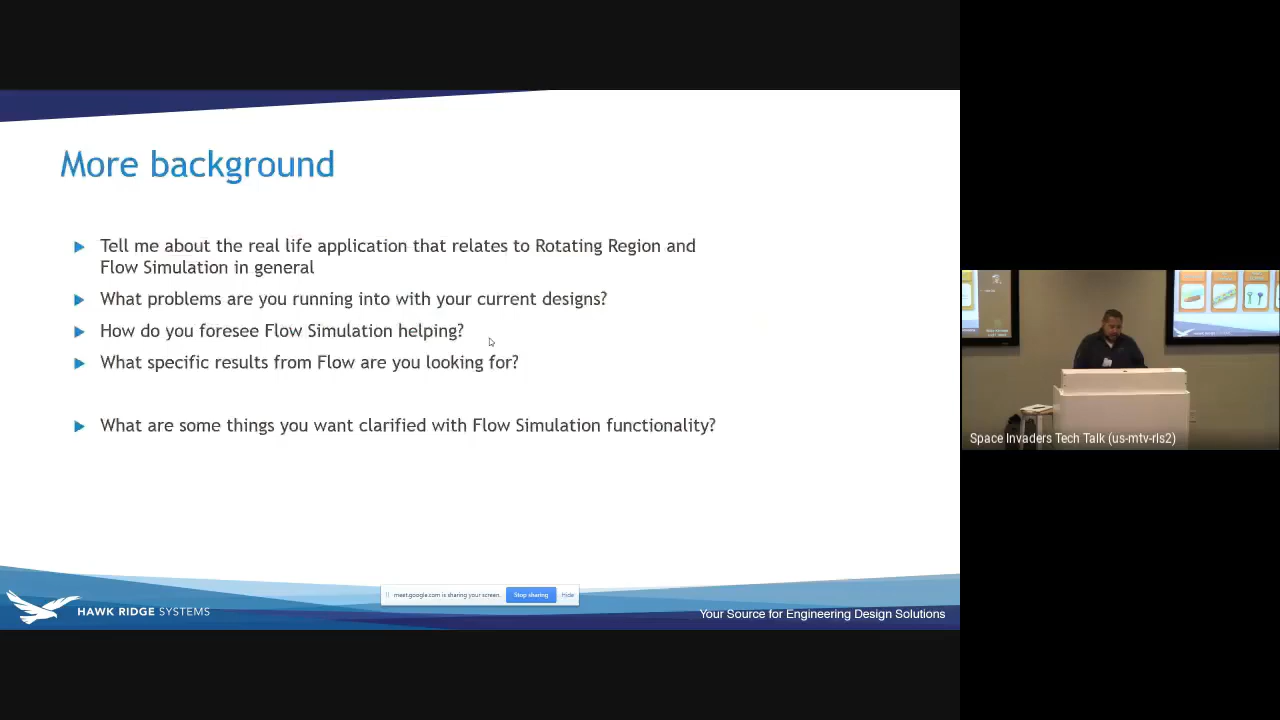 More background
Tell me about the real life application that relates to Rotating Region and
Flow Simulation in general
What problems are you running into with your current designs?
How do you foresee Flow Simulation helping?
What specific results from Flow are you looking for?
What are some things you want clarified with Flow Simulation functionality?
meet.google.com is sharing your screen.
Stop sharing
Hide
HAWK RIDGE SYSTEMS
Your Source for Engineering Design Solutions
Space Invaders Tech Talk (us-mtv-rls2)